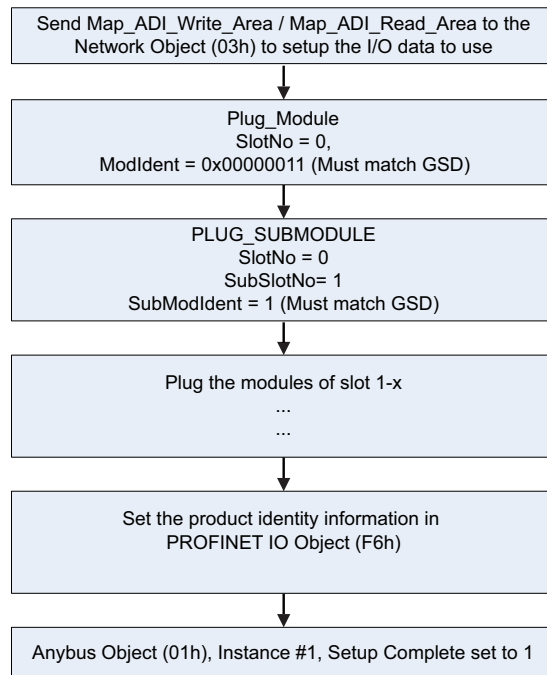 Send Map_ADI_Write_Area / Map_ADI_Read_Area to the
Network Object (03h) to setup the I/O data to use
Plug_Module
SlotNo = 0,
ModIdent = 0x00000011 (Must match GSD)
PLUG_SUBMODULE
SlotNo = 0
SubSlotNo= 1
SubModIdent = 1 (Must match GSD)
Plug the modules of slot 1-x
...
...
Set the product identity information in
PROFINET IO Object (F6h)
Anybus Object (01h), Instance #1, Setup Complete set to 1